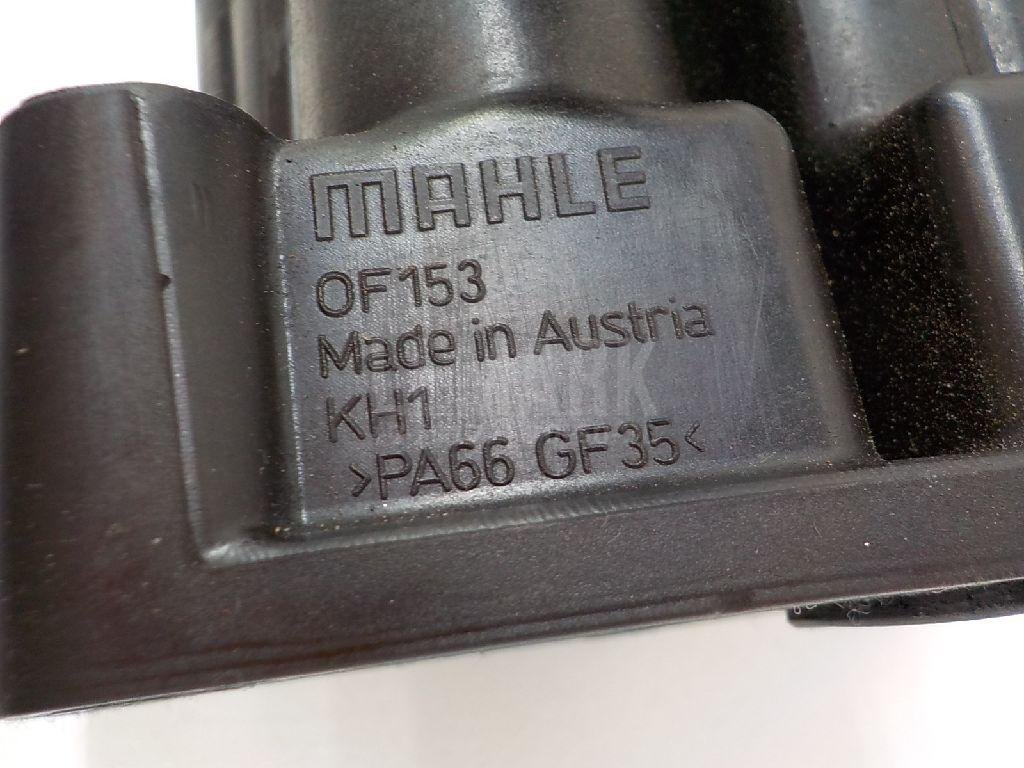 MAHLE
OF153
Made in Austria
KH1
>PA66 GF35<